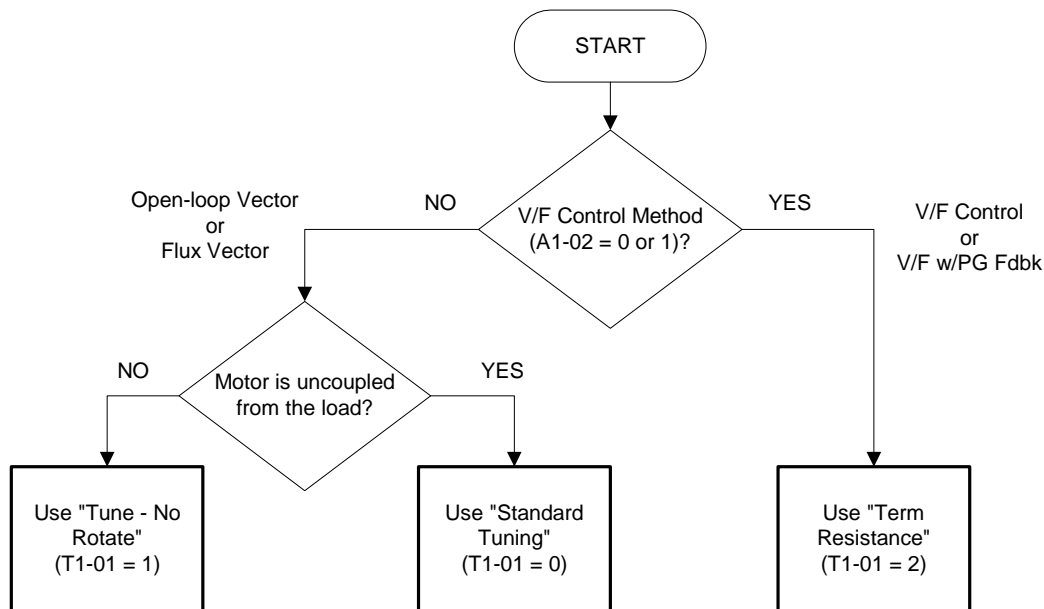 START
Open-loop Vector
or
Flux Vector
NO
V/F Control Method
(A1-02 = 0 or 1)?
YES
V/F Control
or
V/F w/PG Fdbk
NO
Motor is uncoupled
from the load?
YES
Use "Tune - No
Rotate"
(T1-01 = 1)
Use "Standard
Tuning"
(T1-01 = 0)
Use "Term
Resistance"
(T1-01 = 2)